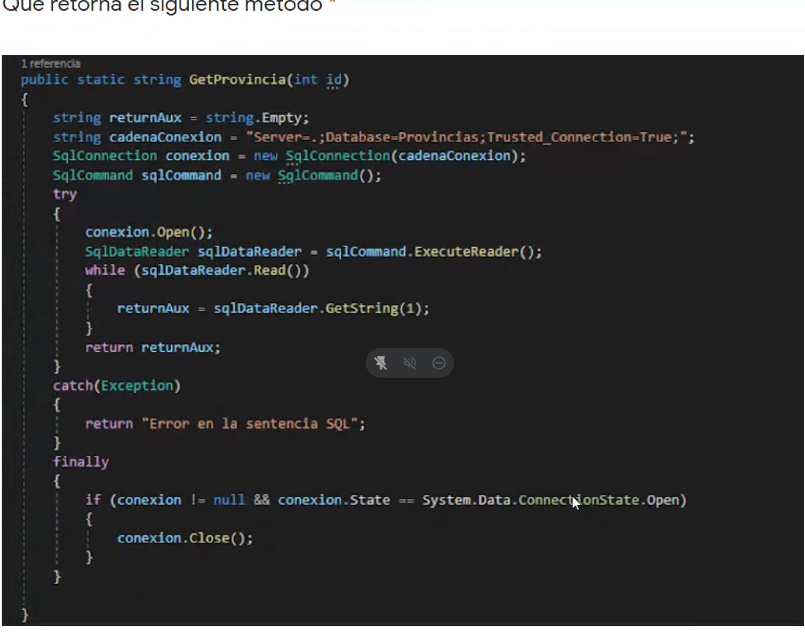 Que retorna el siguiente metodo *
1 referencia
public static string GetProvincia(int id)
{
string returnAux = string.Empty;
string cadenaConexion = "Server=.;Database=Provincias;Trusted_Connection=True;";
SqlConnection conexion = new SqlConnection(cadenaConexion);
SqlCommand sqlCommand = new SqlCommand();
try
{
conexion.Open();
SqlDataReader sqlDataReader = sqlCommand.ExecuteReader();
while (sqlDataReader.Read())
{
returnAux = sqlDataReader.GetString(1);
}
return returnAux;
}
catch(Exception)
{
return "Error en la sentencia SQL";
}
finally
{
if (conexion != null && conexion.State == System.Data.ConnectionState.Open)
{
conexion.Close();
}
}
}